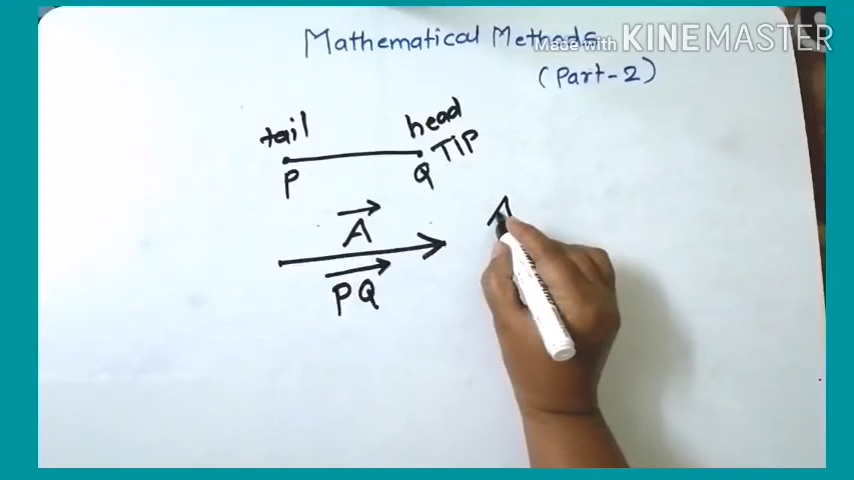 Mathematical Methods
Made with KINEMASTER
(Part-2)
tail
head
TIP
P
Q
A
PQ
A